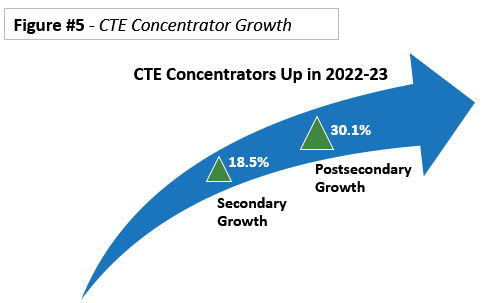 Figure #5 - CTE Concentrator Growth
CTE Concentrators Up in 2022-23
30.1%
Postsecondary
Growth
18.5%
Secondary
Growth